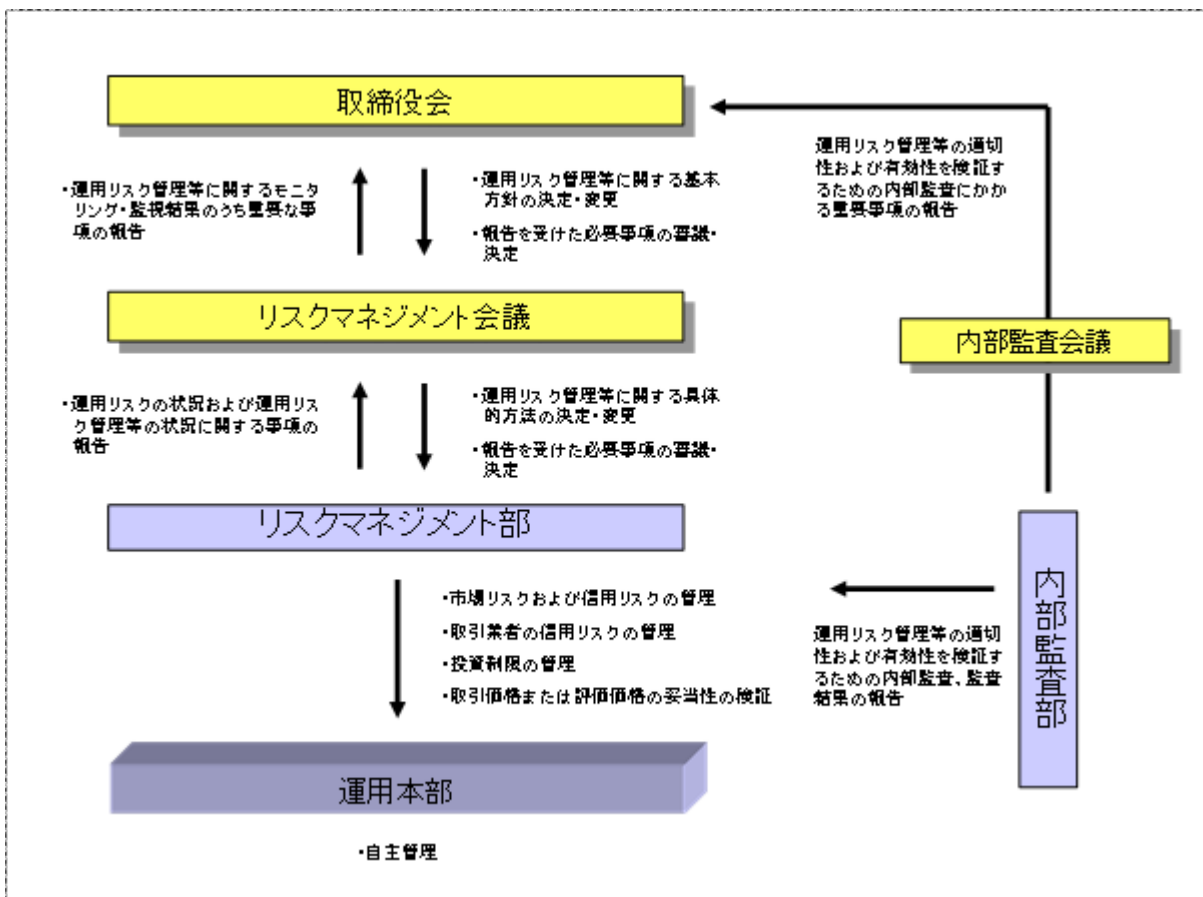 取締役会
・運用リスク管理等に関するモニ
タリング・監視結果のうち重要な事
項の報告
・運用リスク管理等に関する基本
方針の決定・変更
・報告を受けた必要事項の審議・
決定
運用リスク管理等の適切
性および有効性を検証す
るための内部監査にかか
る重要事項の報告
リスクマネジメント会議
内部監査会議
・運用リスクの状況および運用リス
ク管理等の状況に関する事項の
報告
・運用リスク管理等に関する具体
的方法の決定・変更
・報告を受けた必要事項の審議・
決定
リスクマネジメント部
内部監査部
・市場リスクおよび信用リスクの管理
・取引業者の信用リスクの管理
・投資制限の管理
・取引価格または評価価格の妥当性の検証
運用リスク管理等の適切
性および有効性を検証す
るための内部監査、監査
結果の報告
運用本部
・自主管理